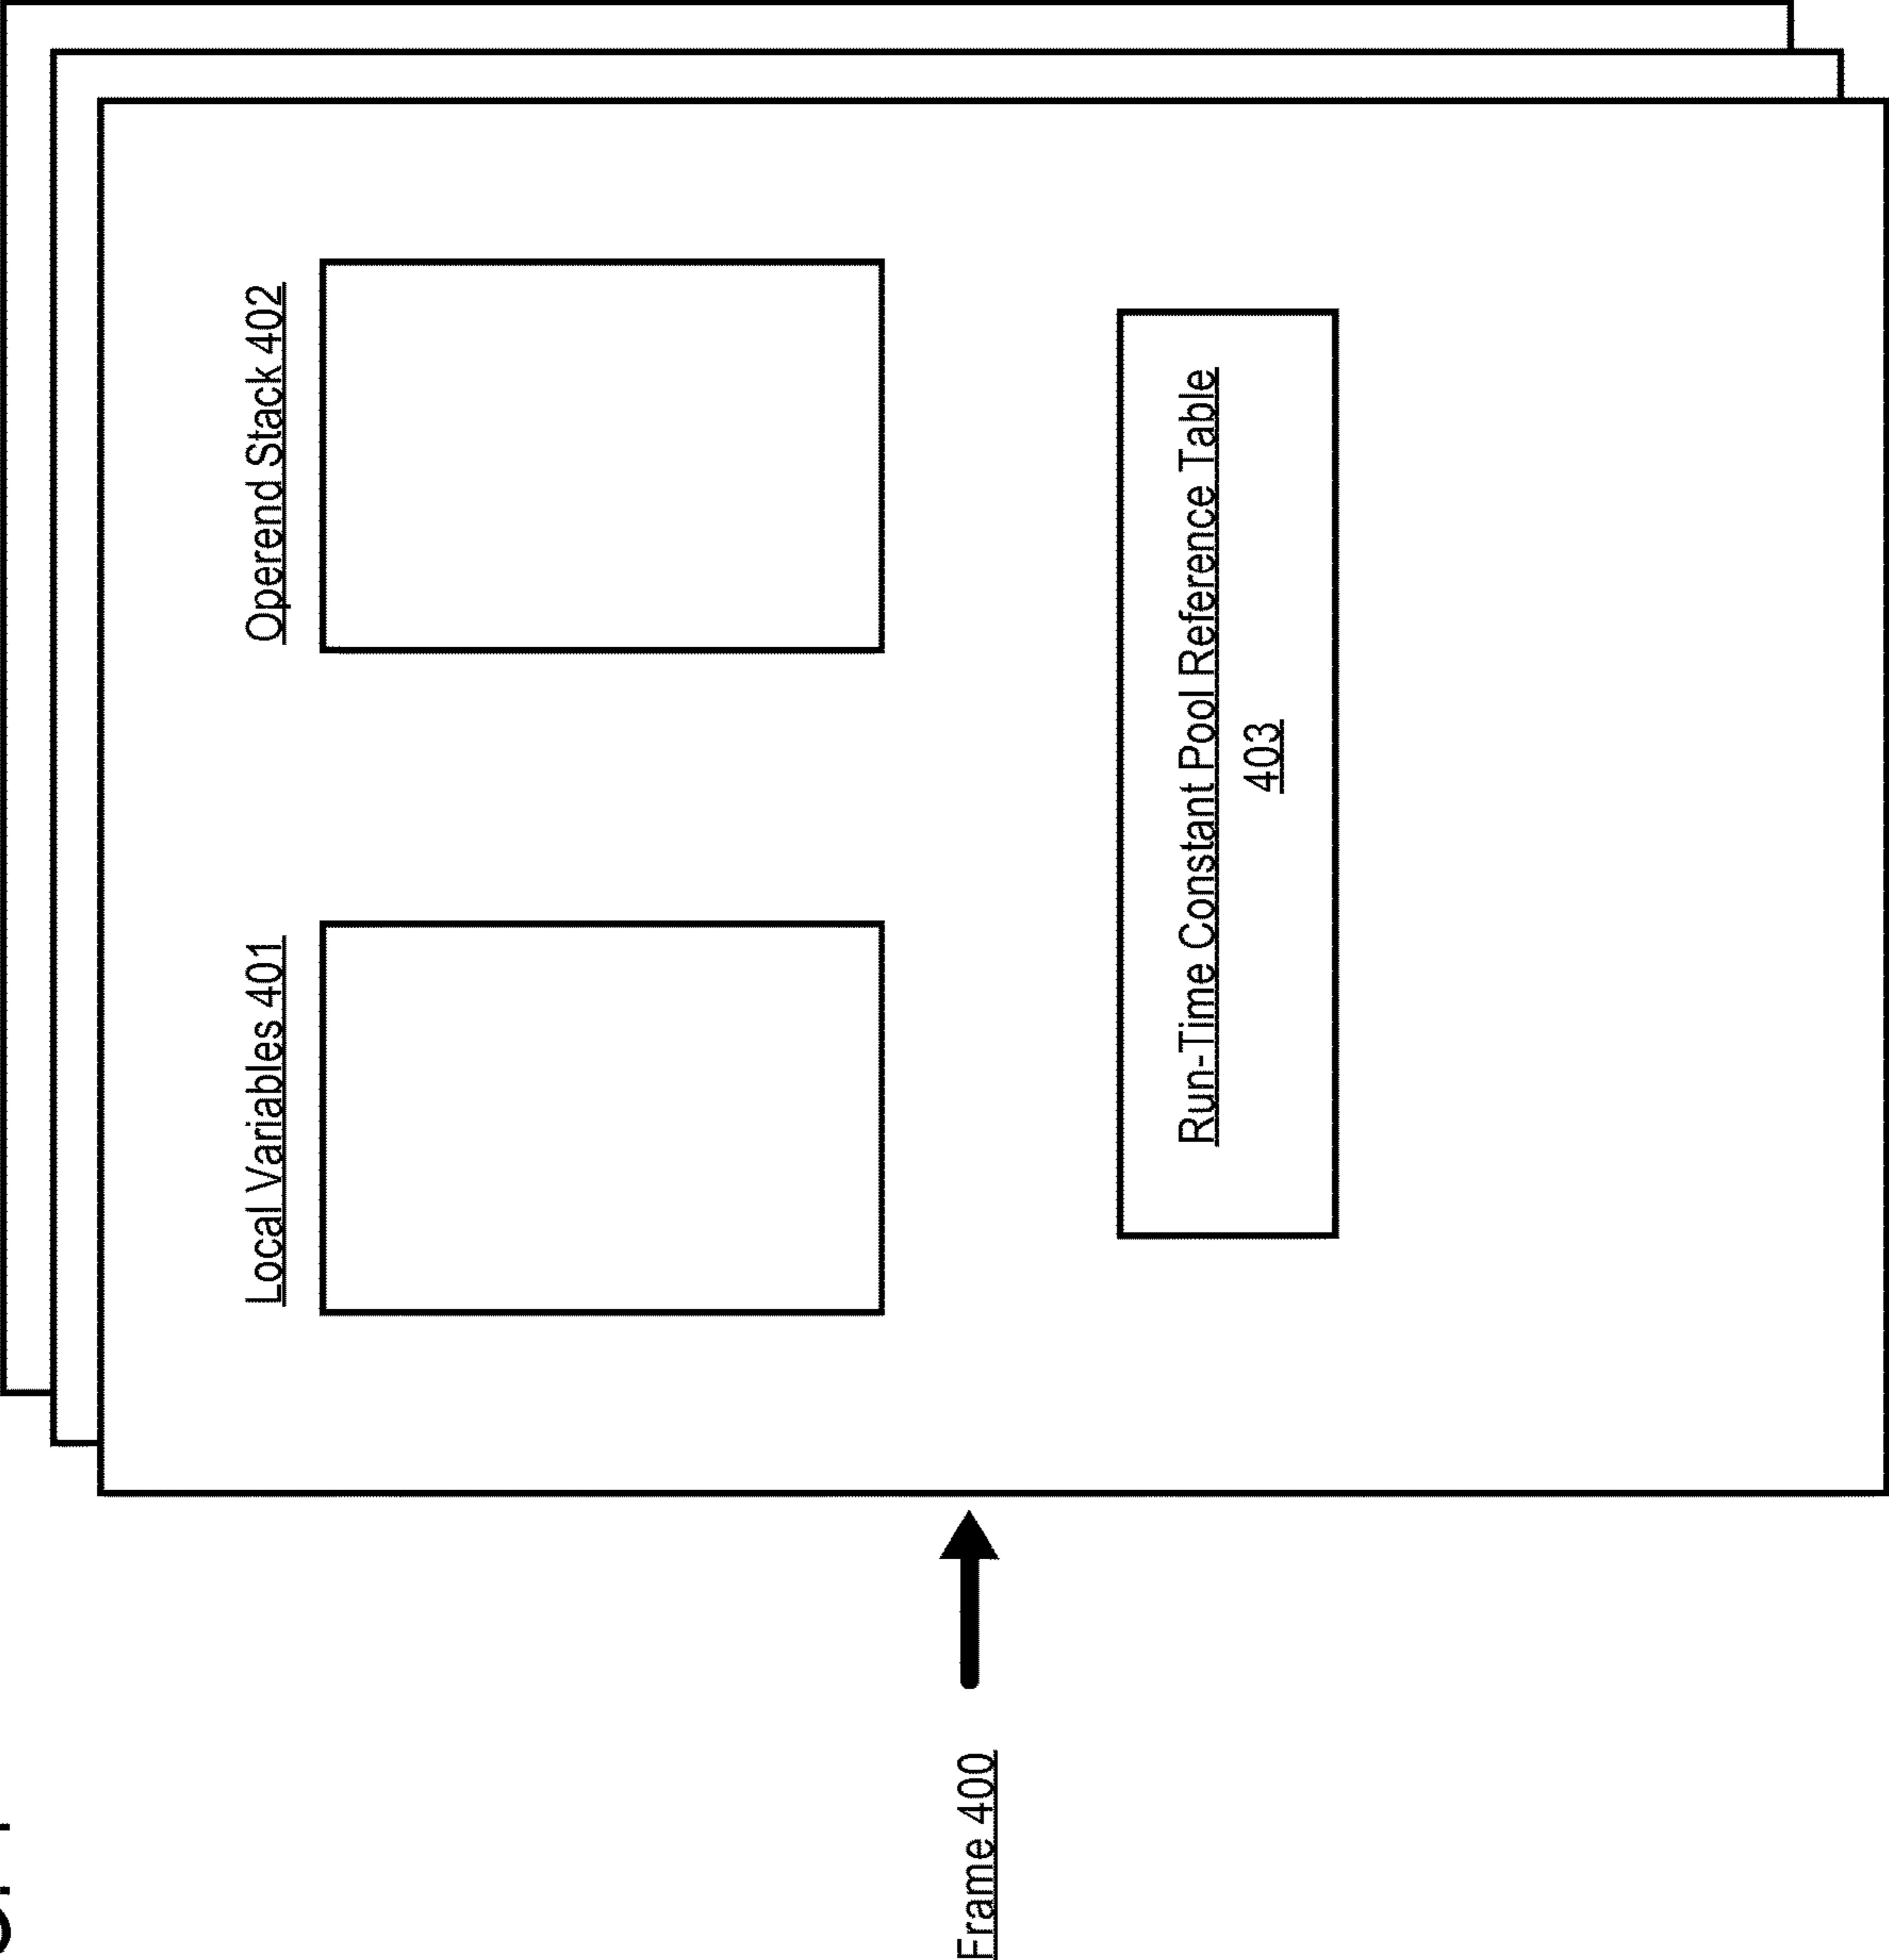 Frame 400
Local Variables 401
Operend Stack 402
Run-Time Constant Pool Reference Table
403